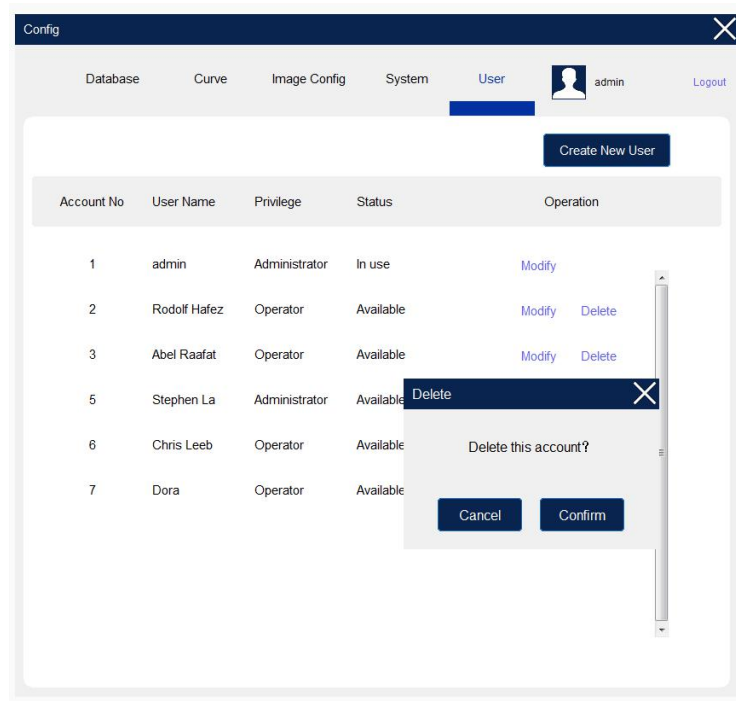 Config
Database Curve Image Config System User admin Logout
Create New User
Account No User Name Privilege Status Operation
1 admin Administrator In use Modify
2 Rodolf Hafez Operator Available Modify Delete
3 Abel Raafat Operator Available Modify Delete
5 Stephen La Administrator Available
6 Chris Leeb Operator Available
7 Dora Operator Available
Delete
Delete this account?
Cancel Confirm